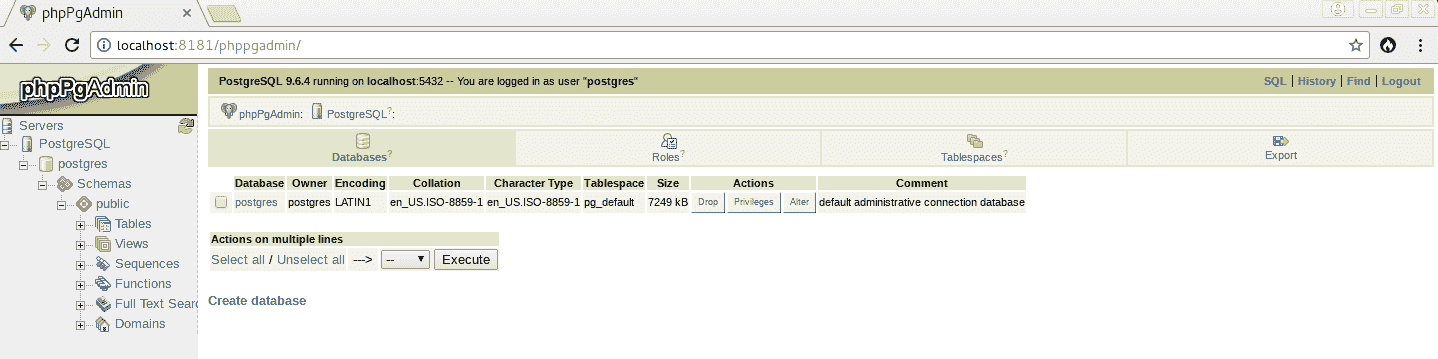 phpPgAdmin
localhost:8181/phppgadmin/
phpPgAdmin
PostgreSQL 9.6.4 running on localhost:5432 -- You are logged in as user "postgres"
SQL | History | Find | Logout
phpPgAdmin: PostgreSQL?:
Servers
PostgreSQL
postgres
Schemas
public
Tables
Views
Sequences
Functions
Full Text Sear
Domains
Databases? Roles? Tablespaces? Export
Database Owner Encoding Collation Character Type Tablespace Size Actions Comment
postgres postgres LATIN1 en_US.ISO-8859-1 en_US.ISO-8859-1 pg_default 7249 kB Drop Privileges Alter default administrative connection database
Actions on multiple lines
Select all / Unselect all ---> -- Execute
Create database